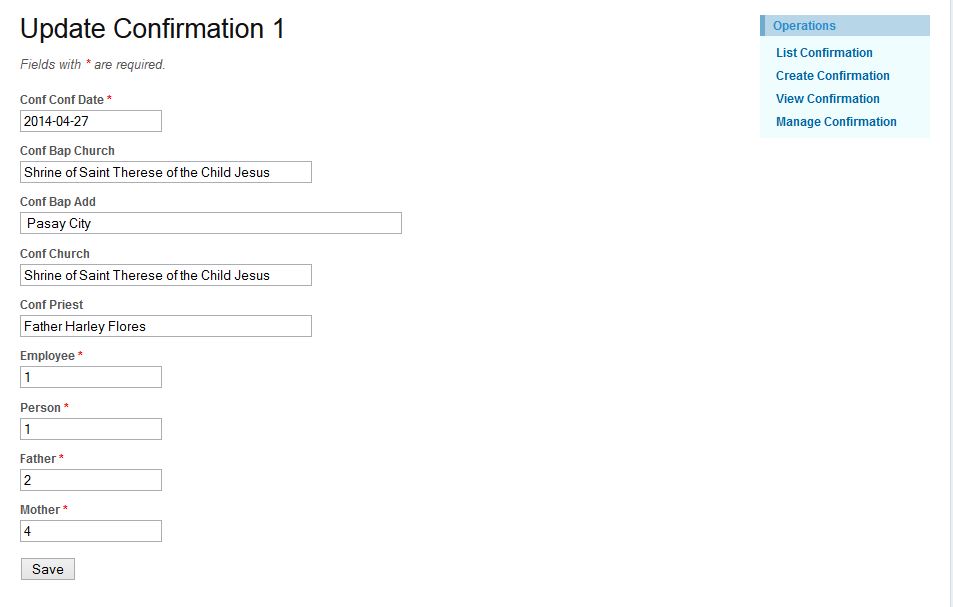 Update Confirmation 1
Fields with * are required.
Conf Conf Date *
2014-04-27
Conf Bap Church
Shrine of Saint Therese of the Child Jesus
Conf Bap Add
Pasay City
Conf Church
Shrine of Saint Therese of the Child Jesus
Conf Priest
Father Harley Flores
Employee *
1
Person *
1
Father *
2
Mother *
4
Save
Operations
List Confirmation
Create Confirmation
View Confirmation
Manage Confirmation